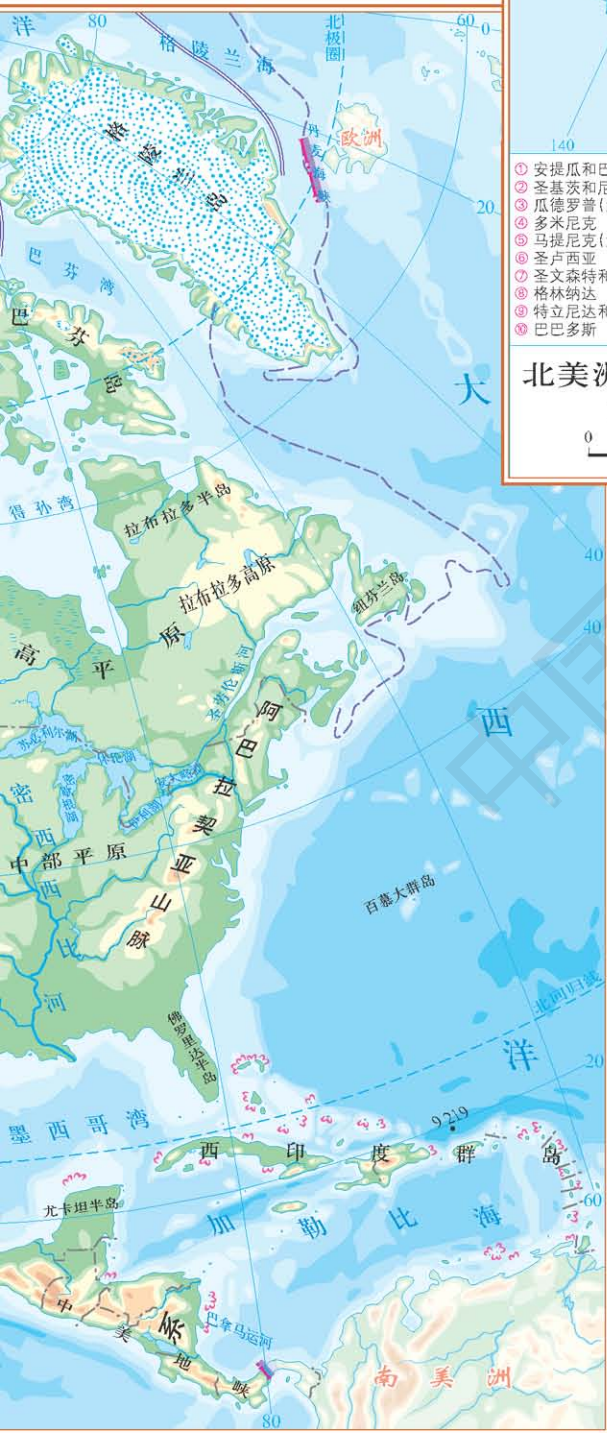 洋
80
格陵兰海
北极圈
60
0
丹麦海峡
欧洲
格陵兰岛
20
巴芬湾
巴芬岛
大
140
① 安提瓜和巴
② 圣基茨和尼
③ 瓜德罗普(
④ 多米尼克
⑤ 马提尼克(
⑥ 圣卢西亚
⑦ 圣文森特和
⑧ 格林纳达
⑨ 特立尼达和
⑩ 巴巴多斯
北美洲
0
得孙湾
拉布拉多半岛
拉布拉多高原
纽芬兰岛
40
40
高平原
圣劳伦斯河
西
苏必利尔湖
休伦湖
密歇根湖
安大略湖
伊利湖
阿巴拉契亚山脉
密西西比河
中部平原
百慕大群岛
中国
北回归线
佛罗里达半岛
洋
20
墨西哥湾
9 219
西印度群岛
尤卡坦半岛
60
加勒比海
中美地峡
系
巴拿马运河
南美洲
80